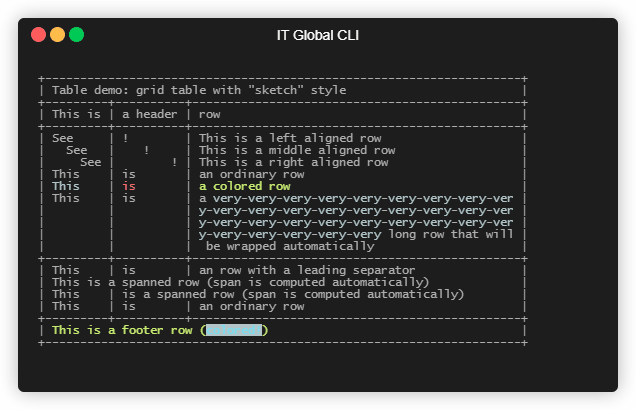 IT Global CLI
+------------------------------------------------------------------+
| Table demo: grid table with "sketch" style |
+---------+----------+-----------------------------------------------+
| This is | a header | row |
+---------+----------+-----------------------------------------------+
| See | ! | This is a left aligned row |
| See | ! | This is a middle aligned row |
| See | ! | This is a right aligned row |
| This | is | an ordinary row |
| This | is | a colored row |
| This | is | a very-very-very-very-very-very-very-very-ver |
| | | y-very-very-very-very-very-very-very-very-ver |
| | | y-very-very-very-very-very-very-very-very-ver |
| | | y-very-very-very-very-very long row that will |
| | | be wrapped automatically |
+---------+----------+-----------------------------------------------+
| This | is | an row with a leading separator |
| This is a spanned row (span is computed automatically) |
| This | is a spanned row (span is computed automatically) |
| This | is | an ordinary row |
+---------+----------+-----------------------------------------------+
| This is a footer row ( ) |
+------------------------------------------------------------------+